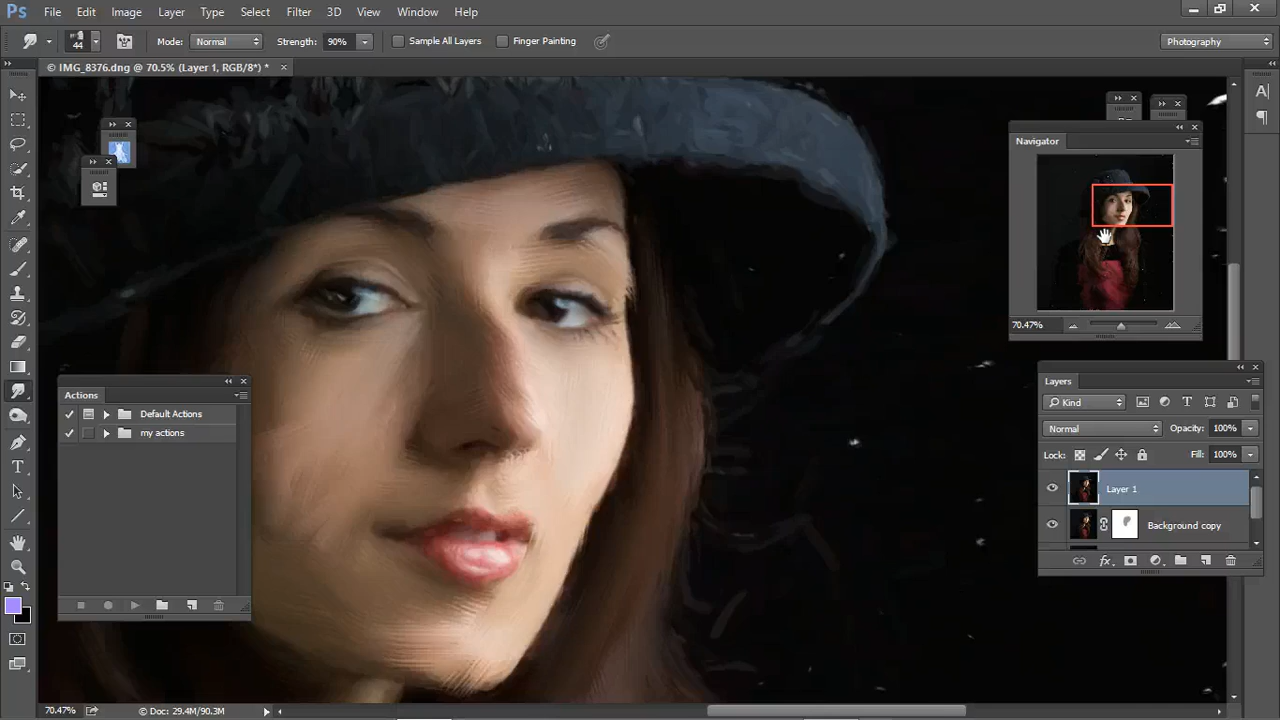 Ps File Edit Image Layer Type Select Filter 3D View Window Help
44 Mode: Normal Strength: 90% Sample All Layers Finger Painting Photography
© IMG_8376.dng @ 70.5% (Layer 1, RGB/8*) * ×
Navigator
70.47%
Actions
Default Actions
my actions
Layers
Kind
Normal Opacity: 100%
Lock: Fill: 100%
Layer 1
Background copy
70.47% © Doc: 29.4M/90.3M